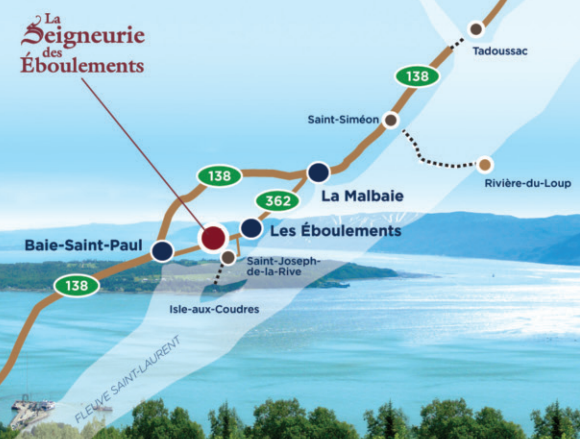 La
Seigneurie
des
Éboulements
Tadoussac
138
Saint-Siméon
Rivière-du-Loup
138
La Malbaie
362
Les Éboulements
Baie-Saint-Paul
Saint-Joseph-
de-la-Rive
138
Isle-aux-Coudres
FLEUVE SAINT-LAURENT